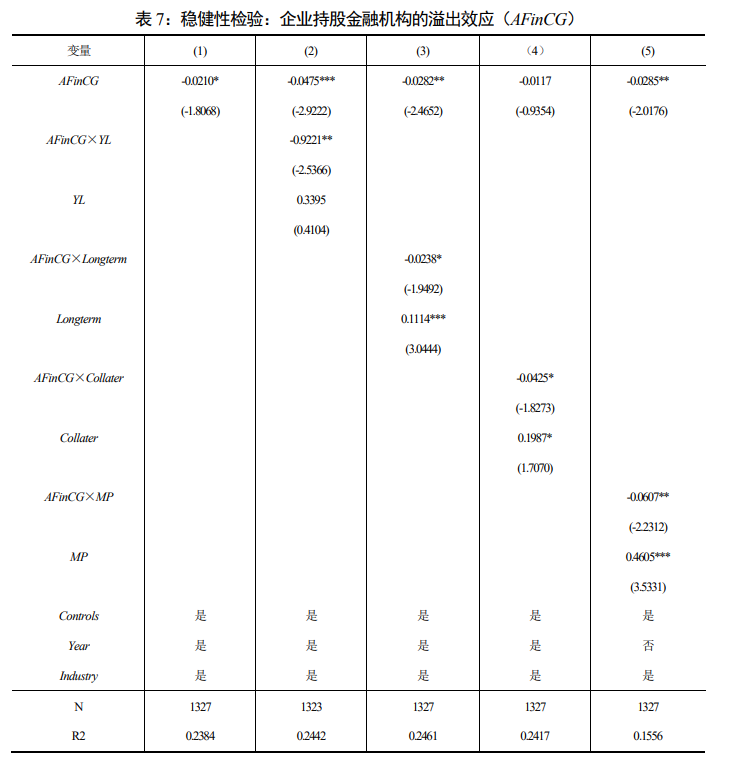 表 7：稳健性检验：企业持股金融机构的溢出效应（AFinCG）
变量 (1) (2) (3) （4） (5)
AFinCG -0.0210* -0.0475*** -0.0282** -0.0117 -0.0285**
(-1.8068) (-2.9222) (-2.4652) (-0.9354) (-2.0176)
AFinCG×YL -0.9221**
(-2.5366)
YL 0.3395
(0.4104)
AFinCG×Longterm -0.0238*
(-1.9492)
Longterm 0.1114***
(3.0444)
AFinCG×Collater -0.0425*
(-1.8273)
Collater 0.1987*
(1.7070)
AFinCG×MP -0.0607**
(-2.2312)
MP 0.4605***
(3.5331)
Controls 是 是 是 是 是
Year 是 是 是 是 否
Industry 是 是 是 是 是
N 1327 1323 1327 1327 1327
R2 0.2384 0.2442 0.2461 0.2417 0.1556